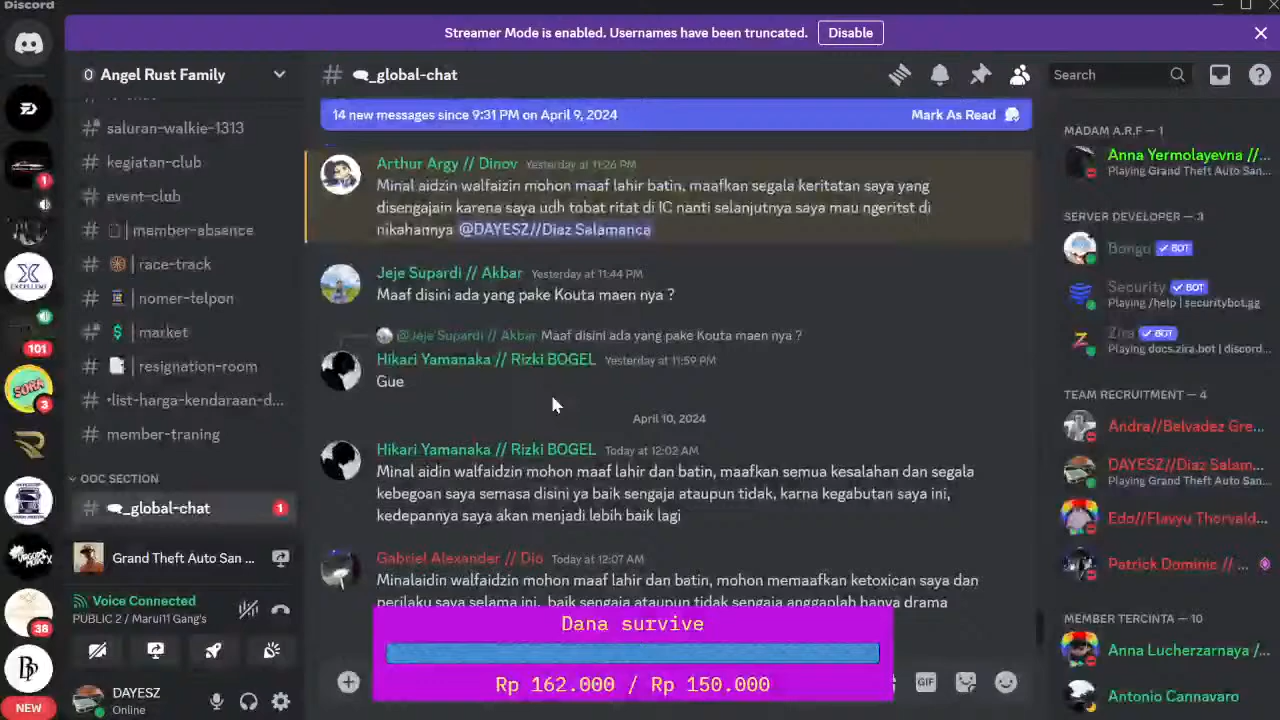 Discord
Streamer Mode is enabled. Usernames have been truncated.
Disable
Angel Rust Family
_global-chat
Search
14 new messages since 9:31 PM on April 9, 2024
Mark As Read
saluran-walkie-1313
kegiatan-club
event-club
| member-absence
| race-track
| nomer-telpon
| market
| resignation-room
•list-harga-kendaraan-d...
member-traning
OOC SECTION
_global-chat
1
Grand Theft Auto San ...
Voice Connected
PUBLIC 2 / Marui11 Gang's
DAYESZ
Online
1
EXCELLENT
101
SORA
3
38
NEW
Arthur Argy // Dinov Yesterday at 11:26 PM
Minal aidzin walfaizin mohon maaf lahir batin, maafkan segala keritatan saya yang
disengajain karena saya udh tobat ritat di IC nanti selanjutnya saya mau ngeritst di
nikahannya @DAYESZ//Diaz Salamanca
Jeje Supardi // Akbar Yesterday at 11:44 PM
Maaf disini ada yang pake Kouta maen nya ?
@Jeje Supardi // Akbar Maaf disini ada yang pake Kouta maen nya ?
Hikari Yamanaka // Rizki BOGEL Yesterday at 11:59 PM
Gue
April 10, 2024
Hikari Yamanaka // Rizki BOGEL Today at 12:02 AM
Minal aidin walfaidzin mohon maaf lahir dan batin, maafkan semua kesalahan dan segala
kebegoan saya semasa disini ya baik sengaja ataupun tidak, karna kegabutan saya ini,
kedepannya saya akan menjadi lebih baik lagi
Gabriel Alexander // Dio Today at 12:07 AM
Minalaidin walfaidzin mohon maaf lahir dan batin, mohon memaafkan ketoxican saya dan
perilaku saya selama ini, baik sengaja ataupun tidak sengaja anggaplah hanya drama
Dana survive
Rp 162.000 / Rp 150.000
GIF
MADAM A.R.F — 1
Anna Yermolayevna //...
Playing Grand Theft Auto San...
SERVER DEVELOPER — 3
Bongu BOT
Security BOT
Playing /help | securitybot.gg
Zira BOT
Playing docs.zira.bot | discord...
TEAM RECRUITMENT — 4
Andra//Belvadez Gre...
DAYESZ//Diaz Salam...
Playing Grand Theft Auto San...
Edo//Flavyu Thorvald...
Patrick Dominic // ...
MEMBER TERCINTA — 10
Anna Lucherzarnaya /...
Antonio Cannavaro